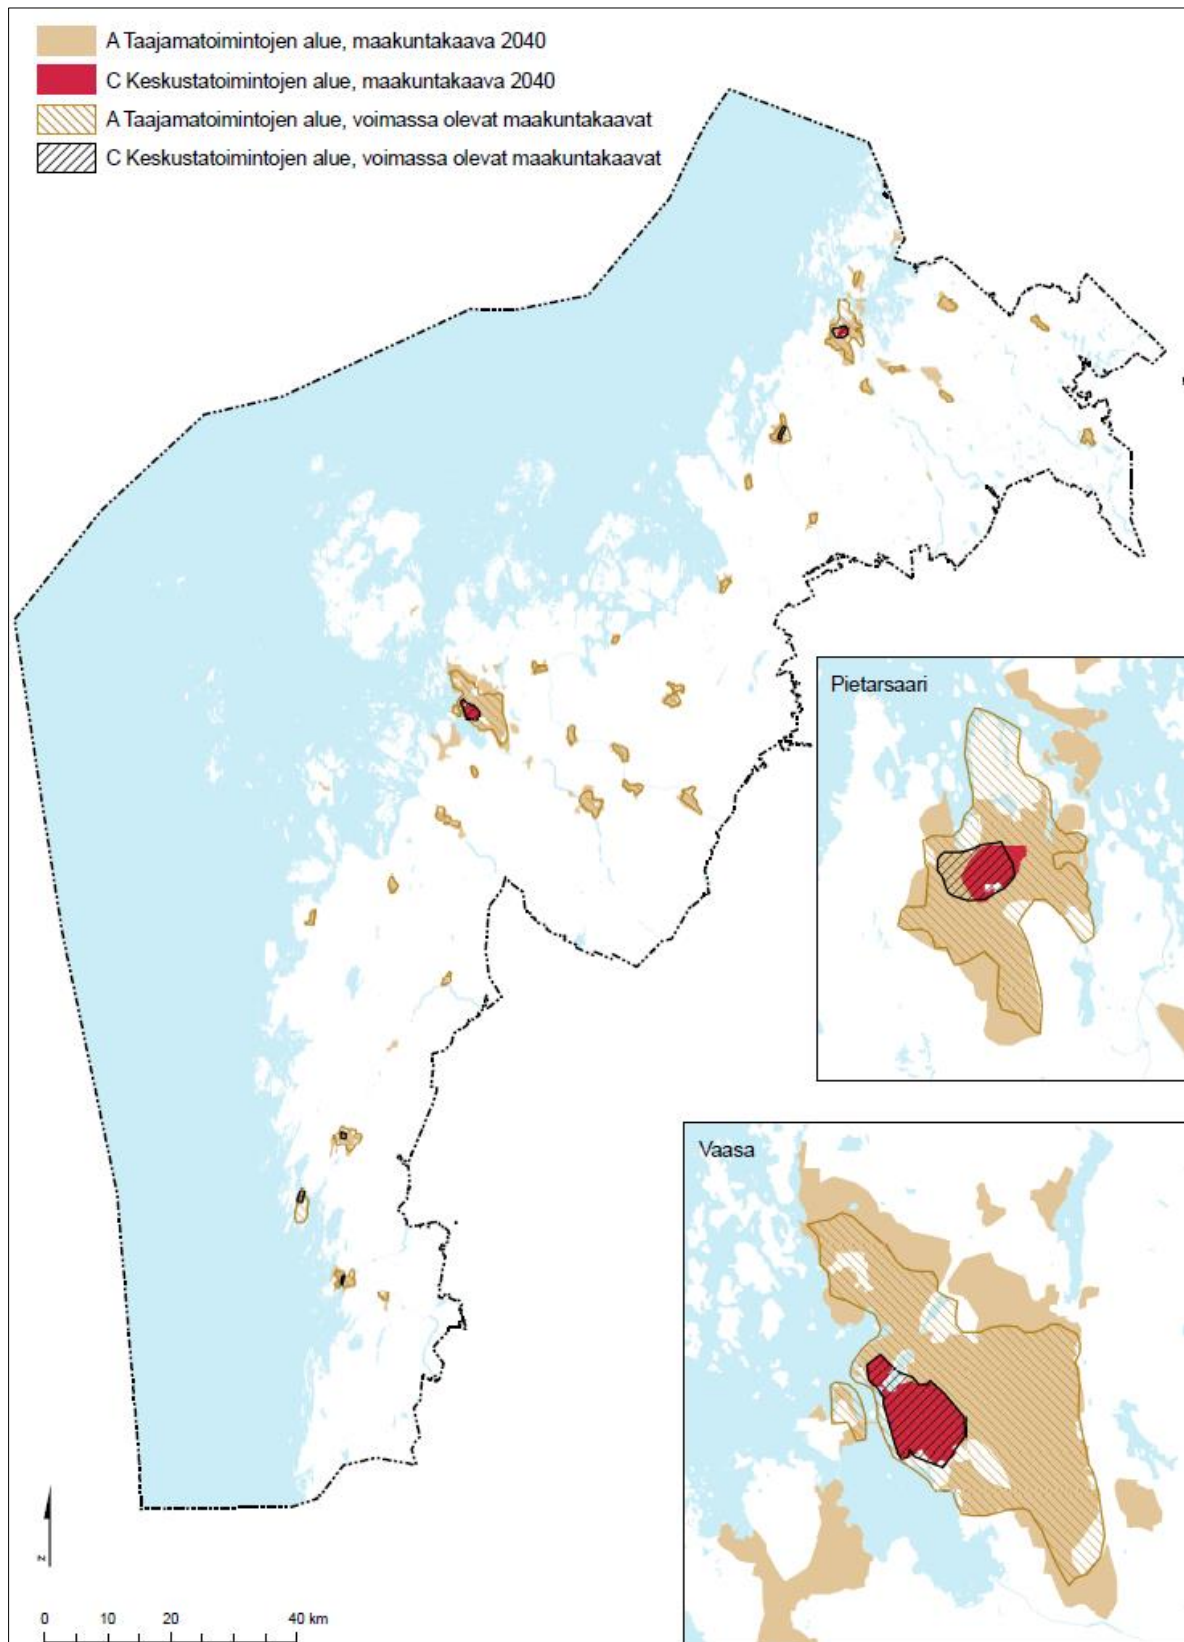 A Taajamatoimintojen alue, maakuntakaava 2040
C Keskustatoimintojen alue, maakuntakaava 2040
A Taajamatoimintojen alue, voimassa olevat maakuntakaavat
C Keskustatoimintojen alue, voimassa olevat maakuntakaavat
Pietarsaari
Vaasa
N
0 10 20 40 km